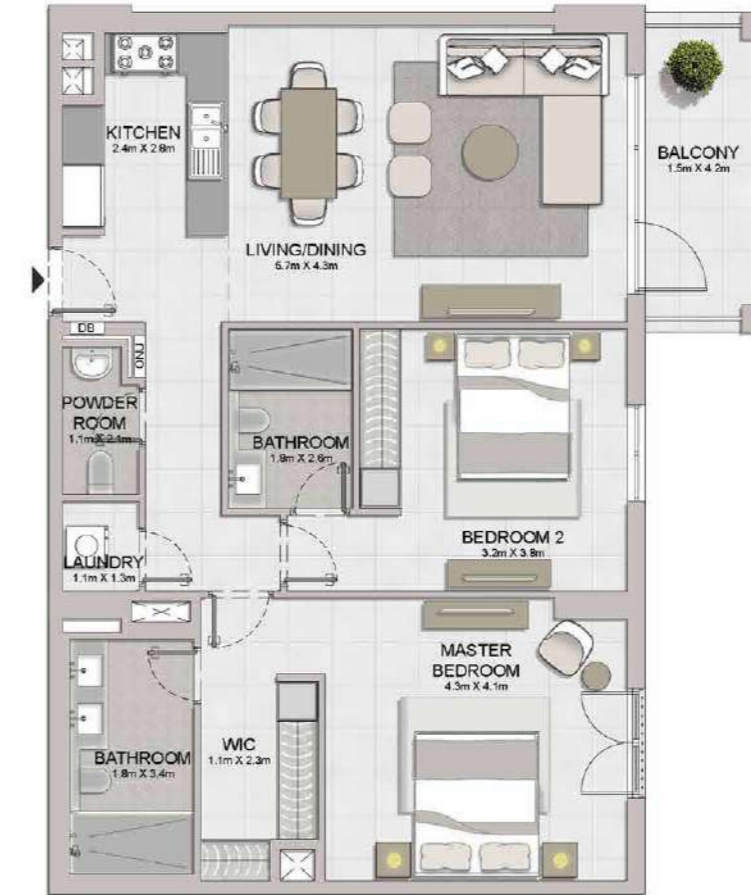 KITCHEN
2.4m X 2.8m
BALCONY
1.5m X 4.2m
LIVING/DINING
5.7m X 4.3m
DB
UNO
POWDER
ROOM
1.1m X 2.1m
BATHROOM
1.8m X 2.6m
BEDROOM 2
3.2m X 3.8m
LAUNDRY
1.1m X 1.3m
MASTER
BEDROOM
4.3m X 4.1m
WIC
1.1m X 2.3m
BATHROOM
1.8m X 3.4m